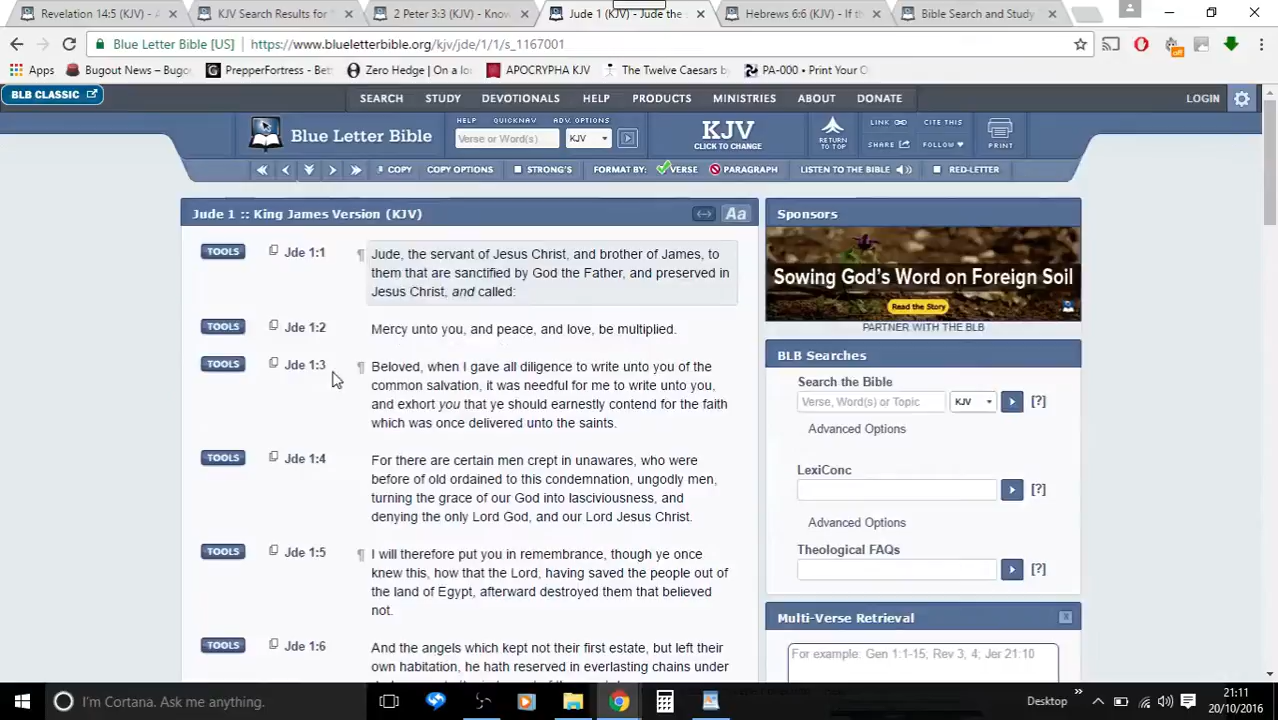 Revelation 14:5 (KJV) - A
KJV Search Results for "
2 Peter 3:3 (KJV) - Know
Jude 1 (KJV) - Jude the
Hebrews 6:6 (KJV) - If th
Bible Search and Study
Blue Letter Bible [US]
https://www.blueletterbible.org/kjv/jde/1/1/s_1167001
Apps
Bugout News – Bugo
PrepperFortress - Bett
Zero Hedge | On a lo
APOCRYPHA KJV
The Twelve Caesars by
PA-000 • Print Your O
BLB CLASSIC
SEARCH STUDY DEVOTIONALS HELP PRODUCTS MINISTRIES ABOUT DONATE
LOGIN
Blue Letter Bible
HELP QUICKNAV ADV. OPTIONS
Verse or Word(s)
KJV
KJV
CLICK TO CHANGE
RETURN
TO TOP
LINK
CITE THIS
SHARE
FOLLOW
PRINT
COPY
COPY OPTIONS
STRONG'S
FORMAT BY:
VERSE
PARAGRAPH
LISTEN TO THE BIBLE
RED-LETTER
Jude 1 :: King James Version (KJV)
Aa
TOOLS Jde 1:1 ¶ Jude, the servant of Jesus Christ, and brother of James, to
them that are sanctified by God the Father, and preserved in
Jesus Christ, and called:
TOOLS Jde 1:2 Mercy unto you, and peace, and love, be multiplied.
TOOLS Jde 1:3 ¶ Beloved, when I gave all diligence to write unto you of the
common salvation, it was needful for me to write unto you,
and exhort you that ye should earnestly contend for the faith
which was once delivered unto the saints.
TOOLS Jde 1:4 For there are certain men crept in unawares, who were
before of old ordained to this condemnation, ungodly men,
turning the grace of our God into lasciviousness, and
denying the only Lord God, and our Lord Jesus Christ.
TOOLS Jde 1:5 ¶ I will therefore put you in remembrance, though ye once
knew this, how that the Lord, having saved the people out of
the land of Egypt, afterward destroyed them that believed
not.
TOOLS Jde 1:6 And the angels which kept not their first estate, but left their
own habitation, he hath reserved in everlasting chains under
Sponsors
Sowing God's Word on Foreign Soil
Read the Story
PARTNER WITH THE BLB
BLB Searches
Search the Bible
Verse, Word(s) or Topic
KJV
[?]
Advanced Options
LexiConc
[?]
Advanced Options
Theological FAQs
[?]
Multi-Verse Retrieval
x
For example: Gen 1:1-15; Rev 3, 4; Jer 21:10
I'm Cortana. Ask me anything.
Desktop
21:11
20/10/2016